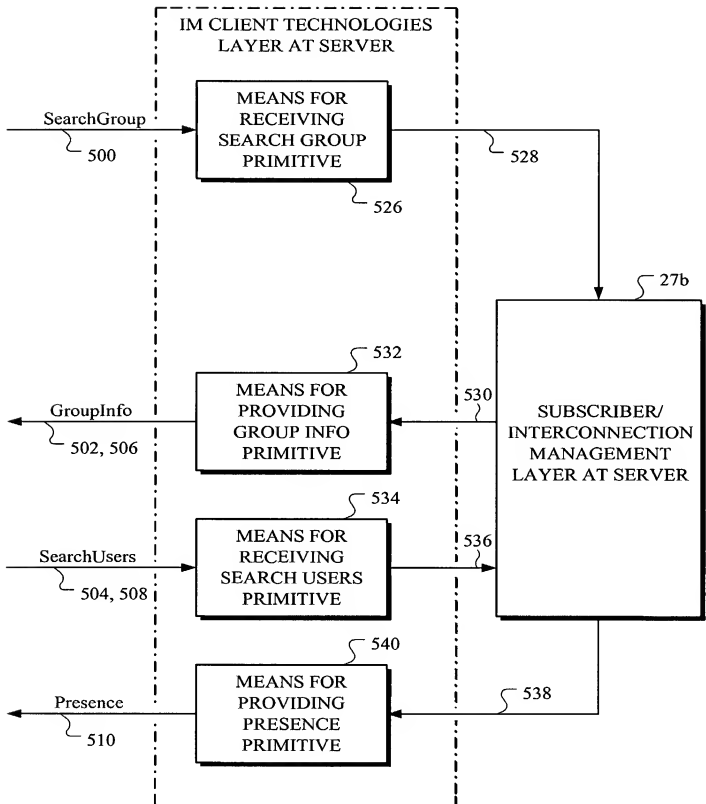 IM CLIENT TECHNOLOGIES
LAYER AT SERVER
SearchGroup
500
MEANS FOR
RECEIVING
SEARCH GROUP
PRIMITIVE
526
528
27b
SUBSCRIBER/
INTERCONNECTION
MANAGEMENT
LAYER AT SERVER
532
530
GroupInfo
502, 506
MEANS FOR
PROVIDING
GROUP INFO
PRIMITIVE
534
536
SearchUsers
504, 508
MEANS FOR
RECEIVING
SEARCH USERS
PRIMITIVE
540
538
Presence
510
MEANS FOR
PROVIDING
PRESENCE
PRIMITIVE